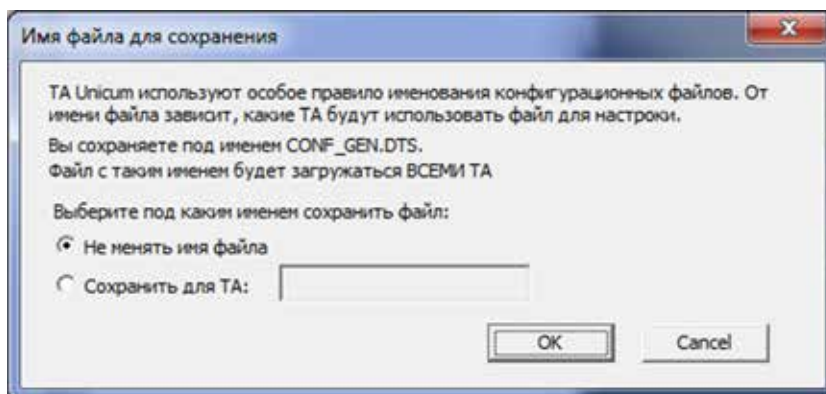 Имя файла для сохранения
TA Unicum используют особое правило именования конфигурационных файлов. От
имени файла зависит, какие ТА будут использовать файл для настроки.
Вы сохраняете под именем CONF_GEN.DTS.
Файл с таким именем будет загружаться ВСЕМИ ТА
Выберите под каким именем сохранить файл:
Не менять имя файла
Сохранить для ТА:
OK
Cancel